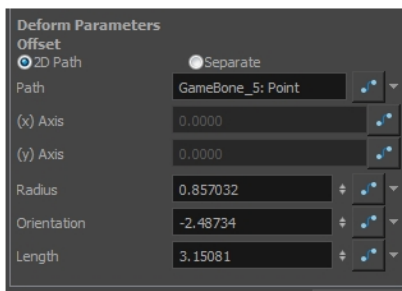 Deform Parameters
Offset
2D Path Separate
Path GameBone_5: Point
(x) Axis 0.0000
(y) Axis 0.0000
Radius 0.857032
Orientation -2.48734
Length 3.15081